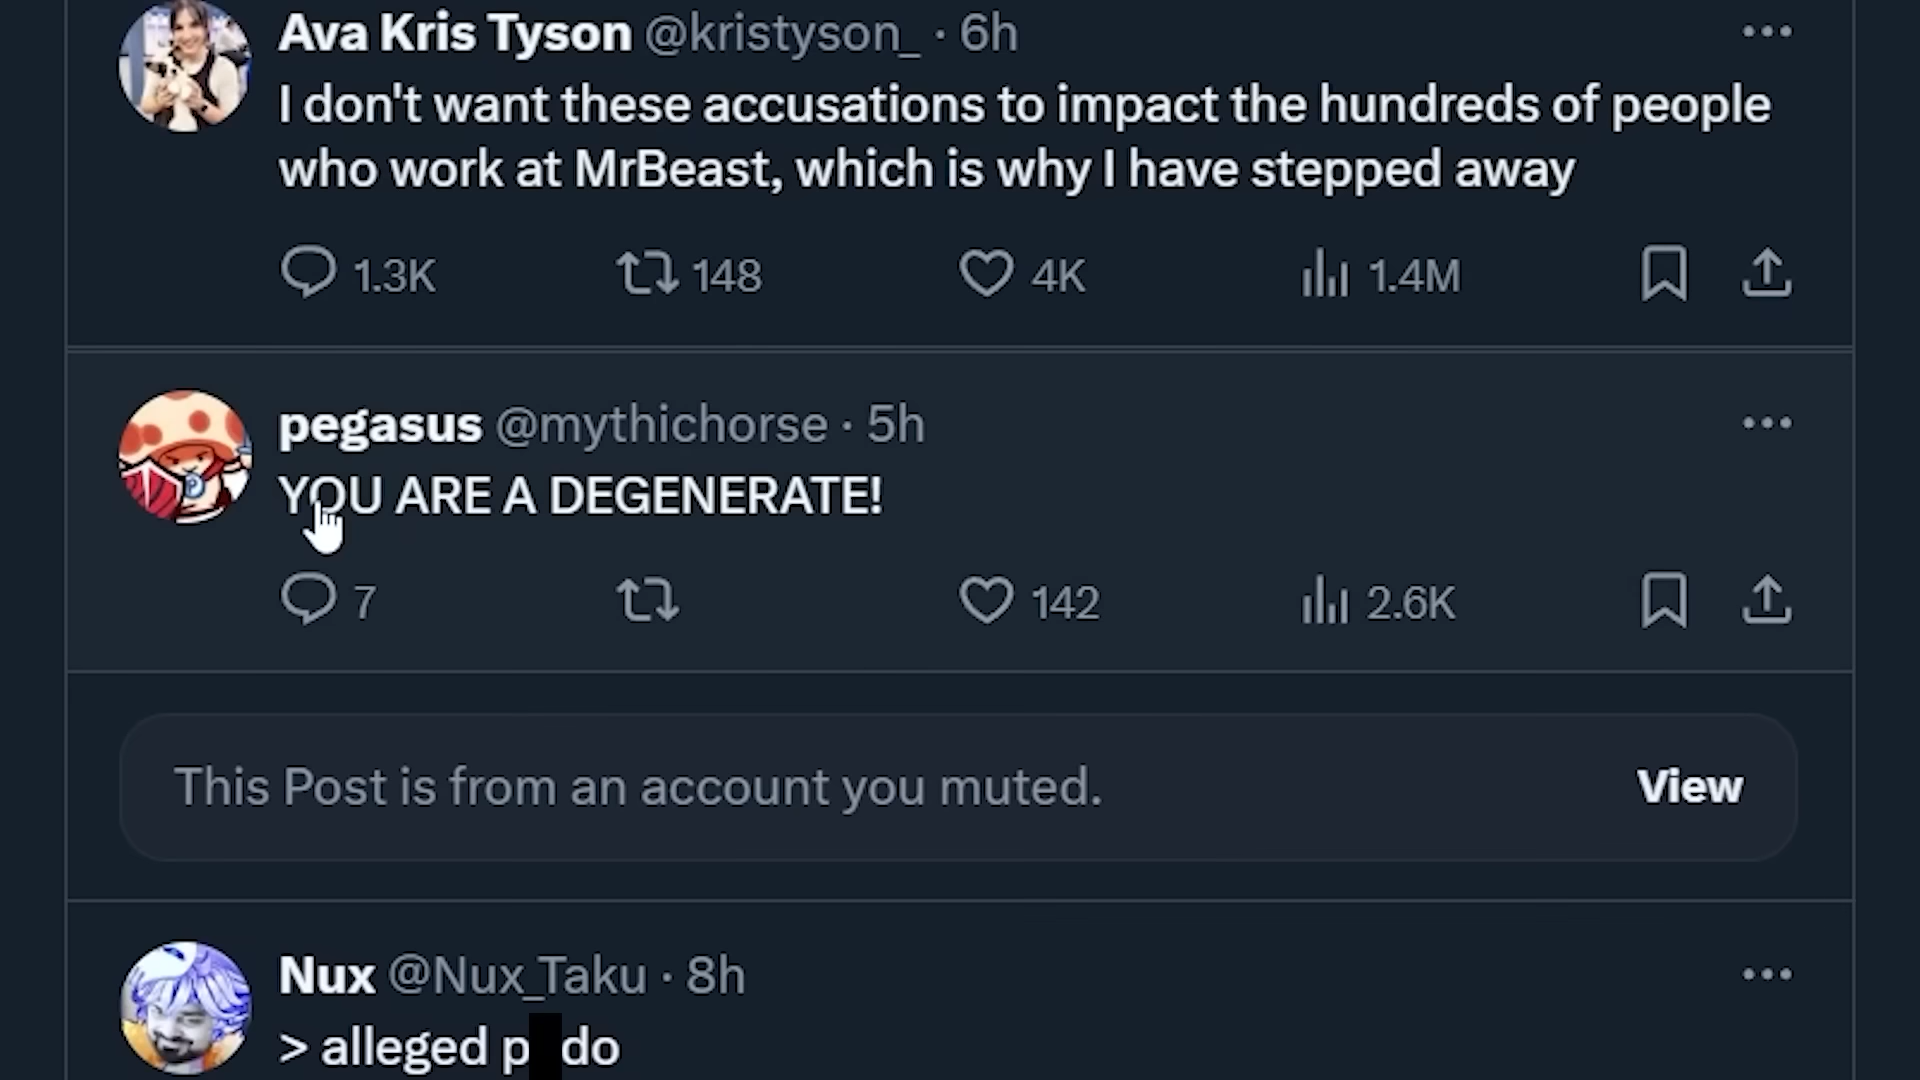 Ava Kris Tyson @kristyson_ · 6h
I don't want these accusations to impact the hundreds of people
who work at MrBeast, which is why I have stepped away
1.3K 148 4K 1.4M
pegasus @mythichorse · 5h
YOU ARE A DEGENERATE!
7 142 2.6K
This Post is from an account you muted. View
Nux @Nux_Taku · 8h
> alleged p do